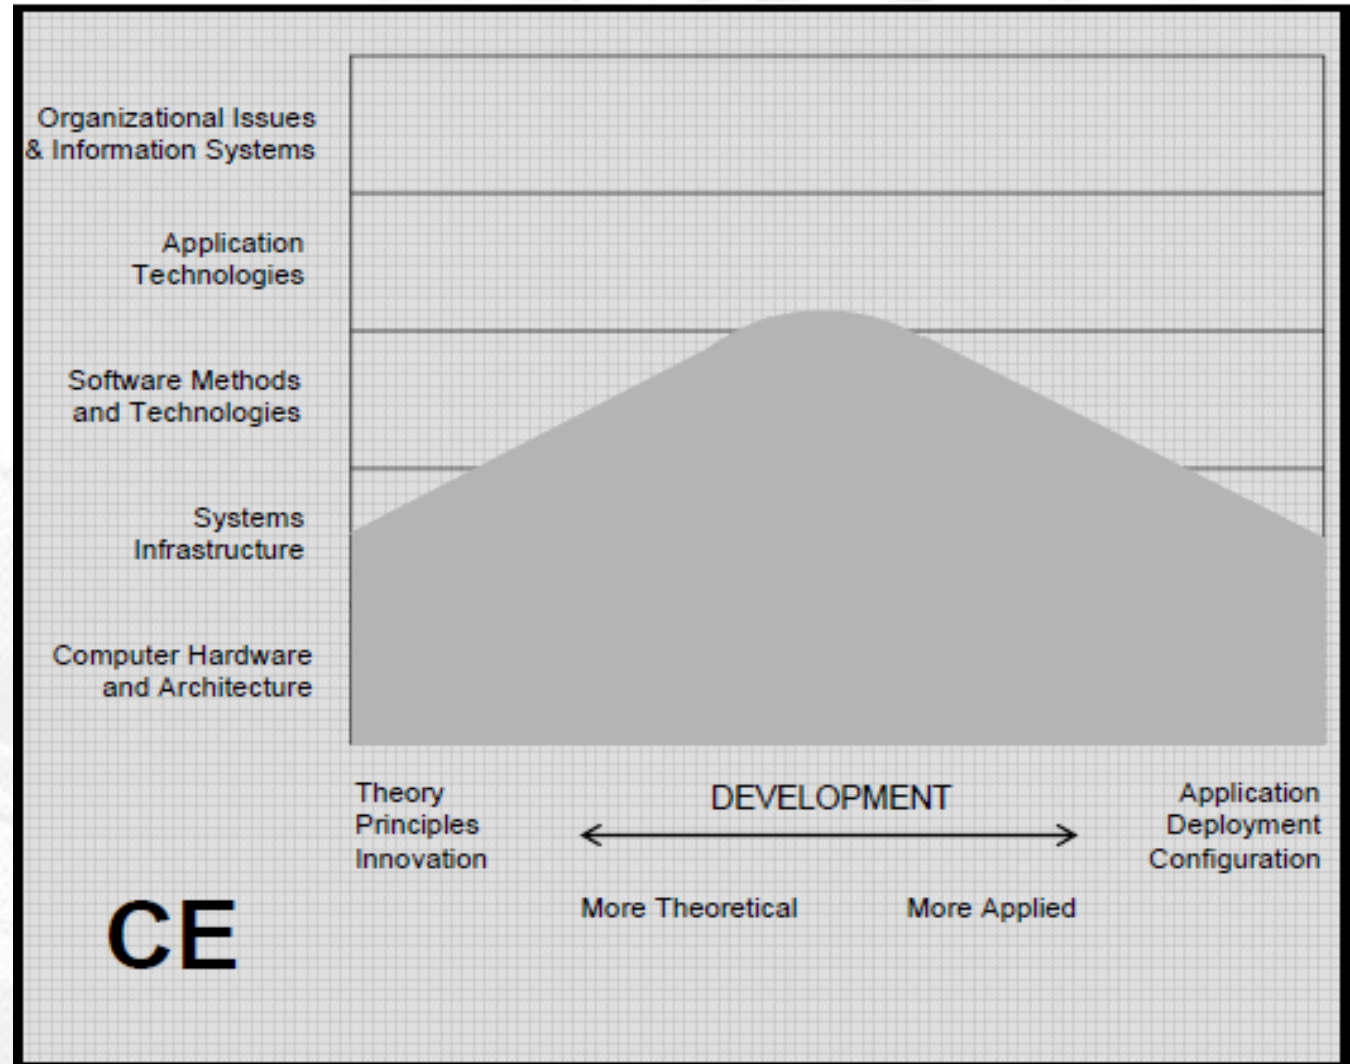 Organizational Issues
& Information Systems
Application
Technologies
Software Methods
and Technologies
Systems
Infrastructure
Computer Hardware
and Architecture
Theory
Principles
Innovation
DEVELOPMENT
Application
Deployment
Configuration
More Theoretical
More Applied
CE